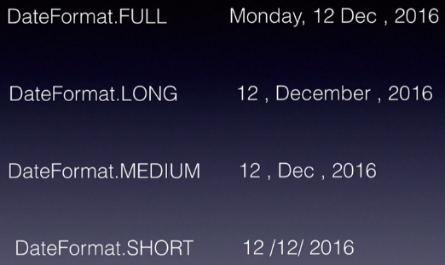 DateFormat.FULL Monday, 12 Dec , 2016
DateFormat.LONG 12 , December , 2016
DateFormat.MEDIUM 12 , Dec , 2016
DateFormat.SHORT 12 /12/ 2016